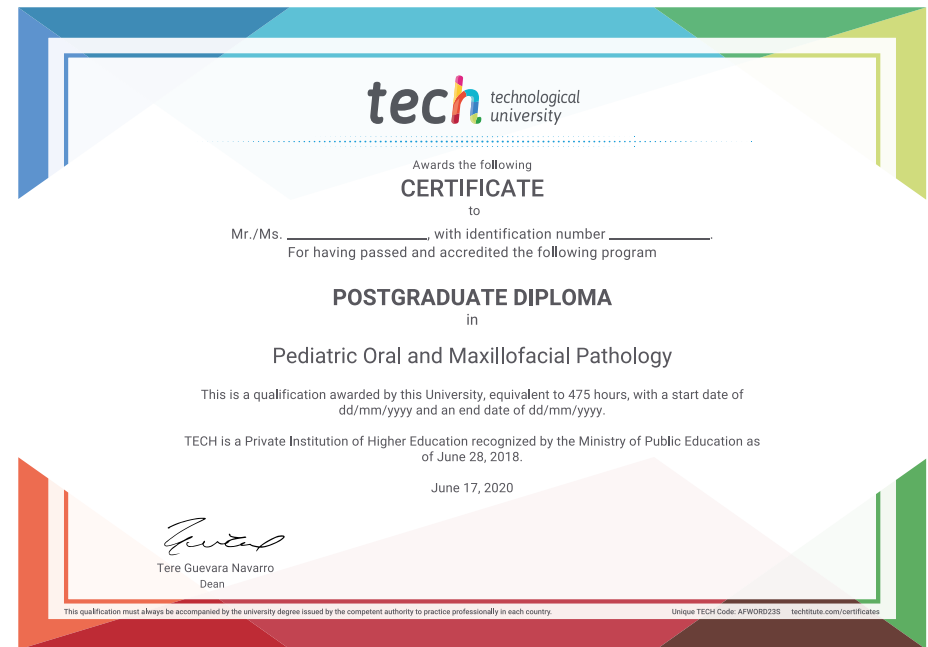 tech technological
university
Awards the following
CERTIFICATE
to
Mr./Ms. ____________________, with identification number ______________.
For having passed and accredited the following program
POSTGRADUATE DIPLOMA
in
Pediatric Oral and Maxillofacial Pathology
This is a qualification awarded by this University, equivalent to 475 hours, with a start date of
dd/mm/yyyy and an end date of dd/mm/yyyy.
TECH is a Private Institution of Higher Education recognized by the Ministry of Public Education as
of June 28, 2018.
June 17, 2020
Tere Guevara Navarro
Dean
This qualification must always be accompanied by the university degree issued by the competent authority to practice professionally in each country. Unique TECH Code: AFWORD23S techtitute.com/certificates